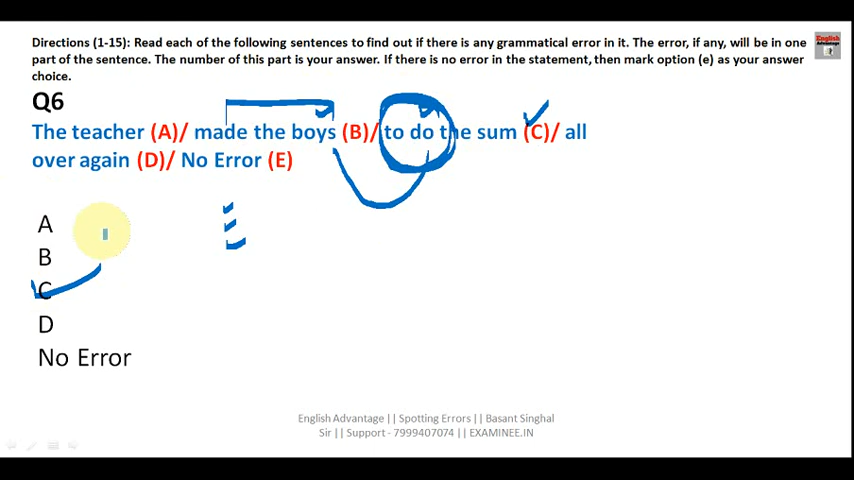 Directions (1-15): Read each of the following sentences to find out if there is any grammatical error in it. The error, if any, will be in one
part of the sentence. The number of this part is your answer. If there is no error in the statement, then mark option (e) as your answer
choice.
English
Advantage
Q6
The teacher (A)/ made the boys (B)/ to do the sum (C)/ all
over again (D)/ No Error (E)
A
B
C
D
No Error
English Advantage || Spotting Errors || Basant Singhal
Sir || Support - 7999407074 || EXAMINEE.IN